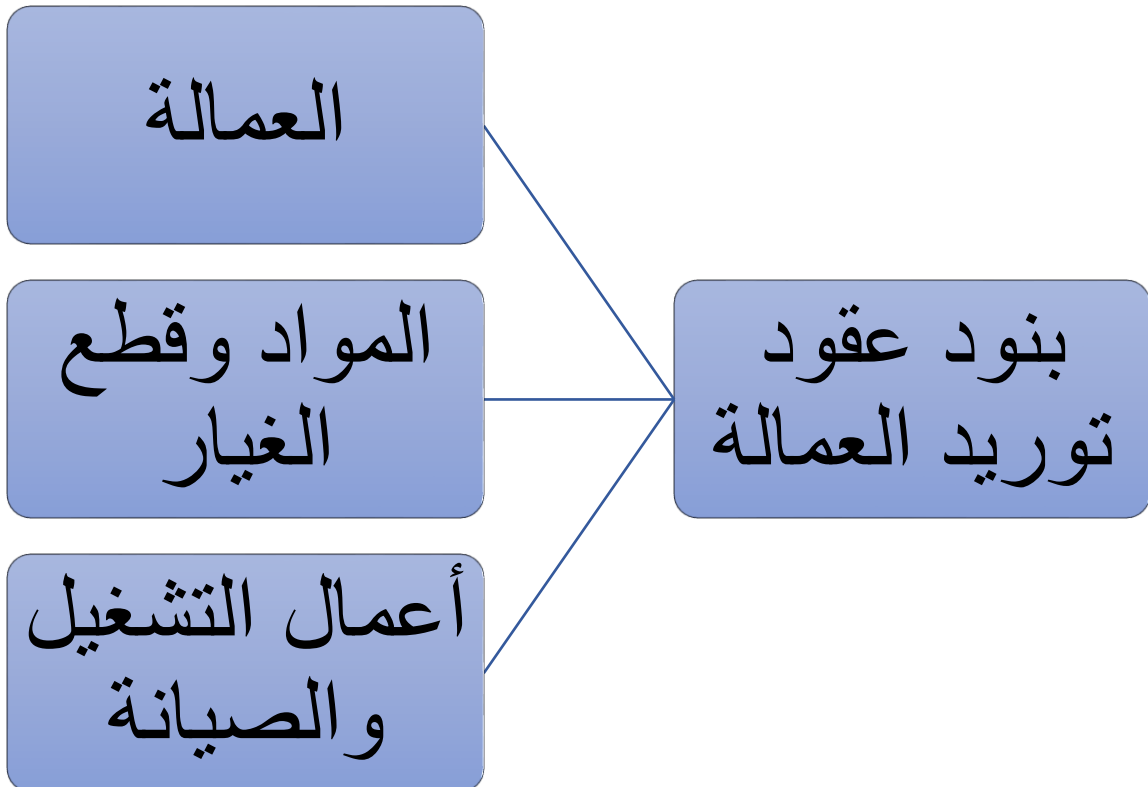 بنود عقود
توريد العمالة
العمالة
المواد وقطع
الغيار
أعمال التشغيل
والصيانة